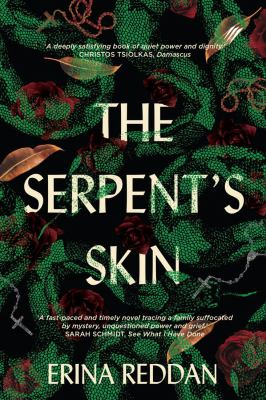 A deeply satisfying book of quiet power and dignity.
CHRISTOS TSIOLKAS, Damascus
THE
SERPENT'S
SKIN
'A fast-paced and timely novel tracing a family suffocated
by mystery, unquestioned power and grief.'
SARAH SCHMIDT, See What I Have Done
ERINA REDDAN